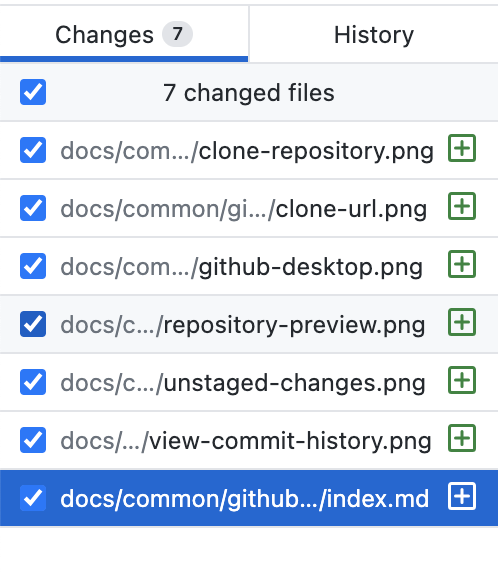 Changes 7 History
7 changed files
docs/com.../clone-repository.png
docs/common/gi.../clone-url.png
docs/com.../github-desktop.png
docs/c.../repository-preview.png
docs/c.../unstaged-changes.png
docs/.../view-commit-history.png
docs/common/github.../index.md